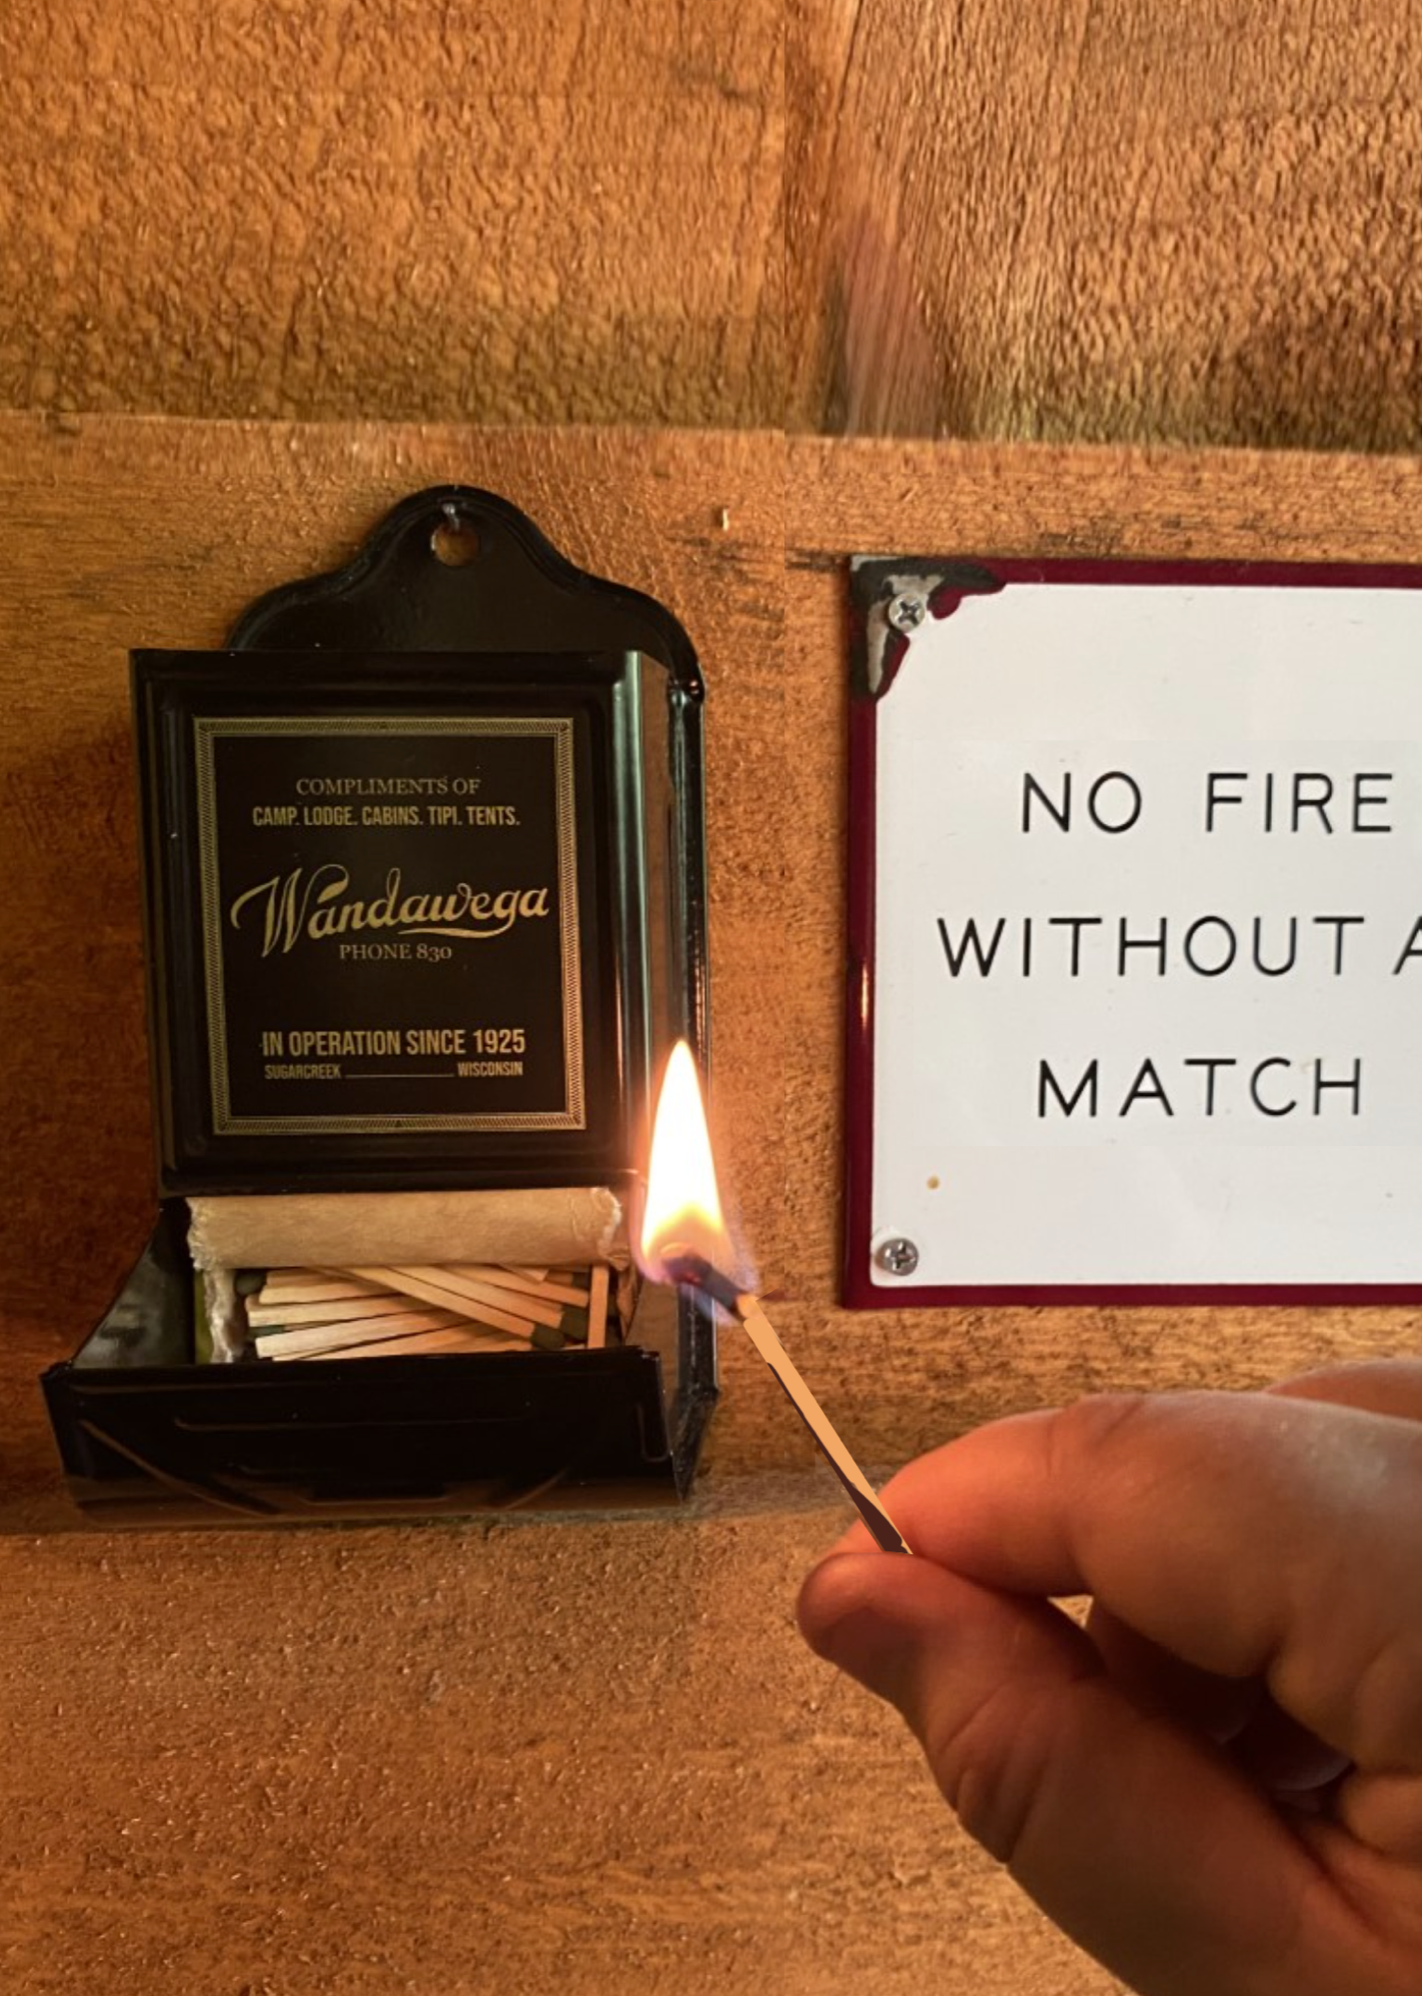 COMPLIMENTS OF
CAMP. LODGE. CABINS. TIPI. TENTS.
Wandawega
PHONE 830
IN OPERATION SINCE 1925
SUGARCREEK WISCONSIN
NO FIRE
WITHOUT A
MATCH